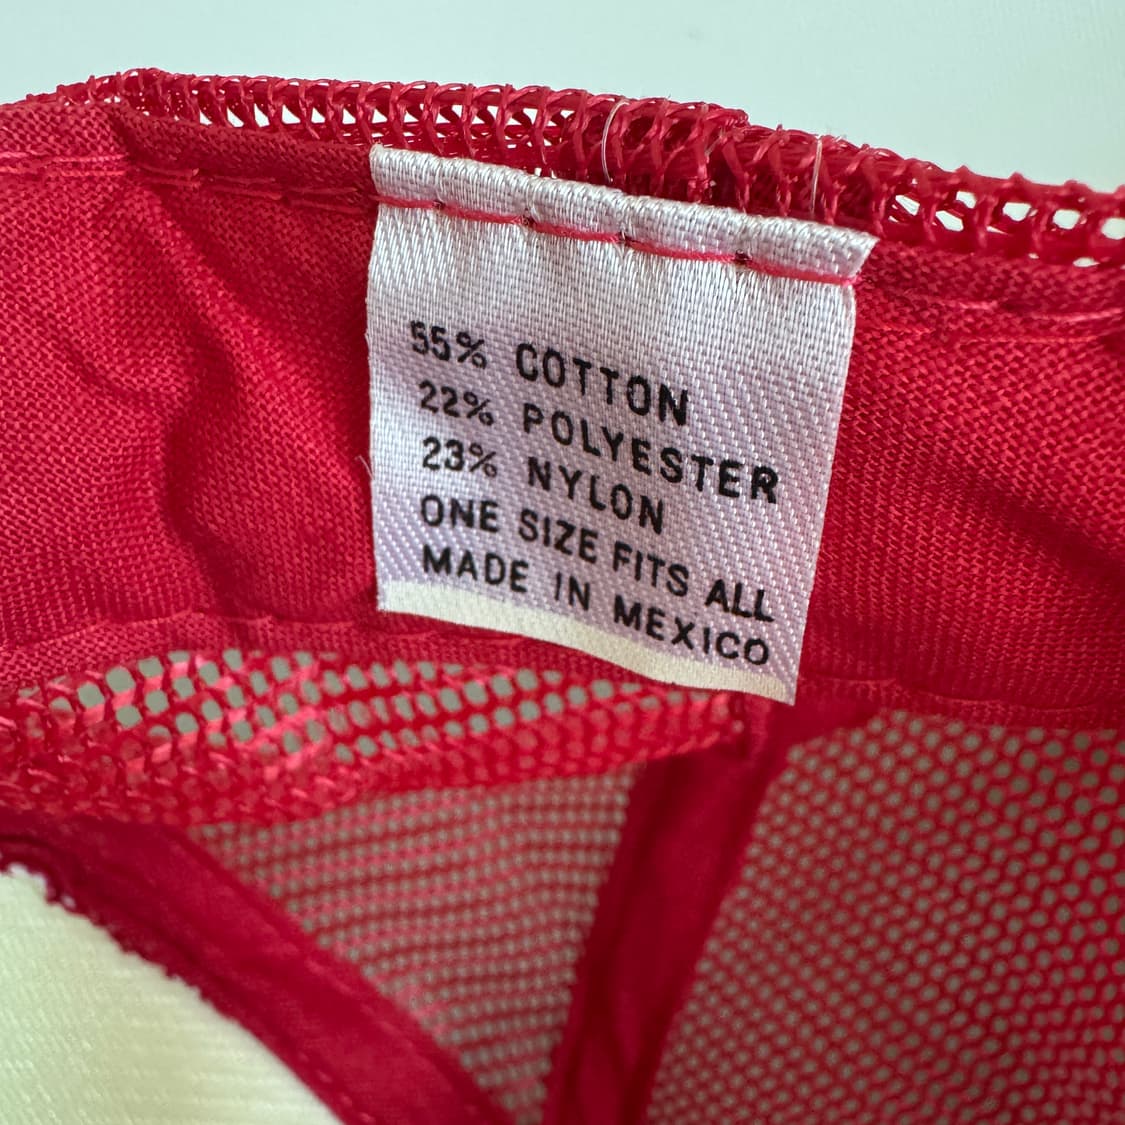 55% COTTON
22% POLYESTER
23% NYLON
ONE SIZE FITS ALL
MADE IN MEXICO